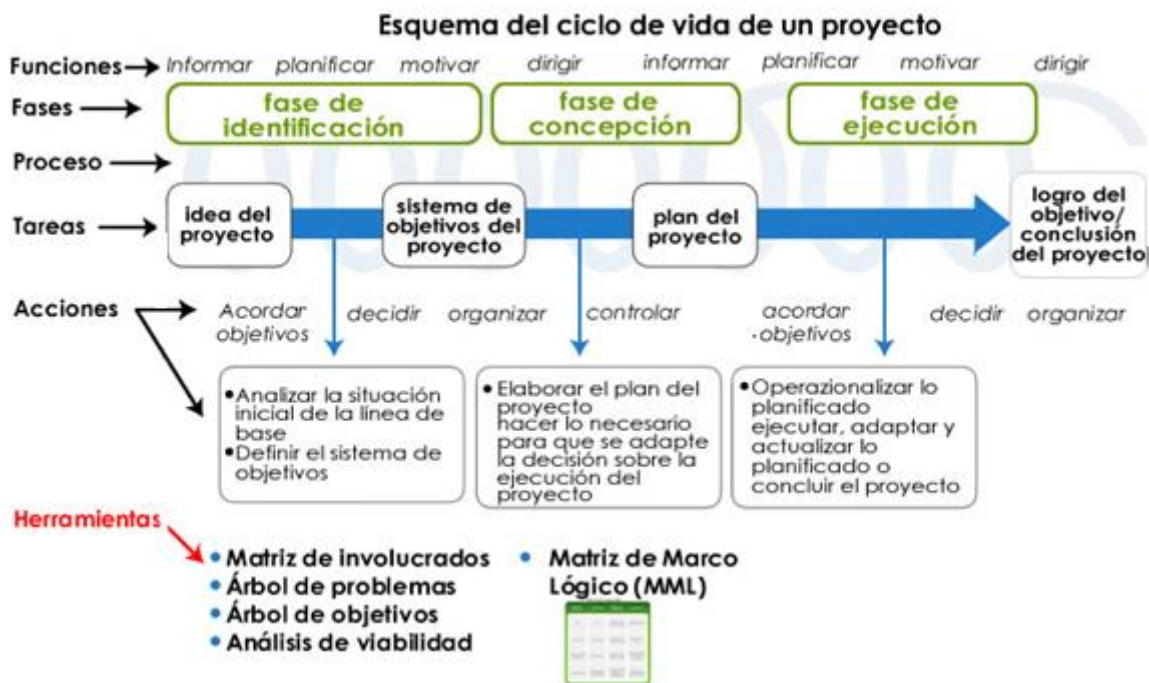 Esquema del ciclo de vida de un proyecto
Funciones
Informar planificar motivar dirigir informar planificar motivar dirigir
Fases
fase de
identificación
fase de
concepción
fase de
ejecución
Proceso
Tareas
idea del
proyecto
sistema de
objetivos del
proyecto
plan del
proyecto
logro del
objetivo/
conclusión
del proyecto
Acciones
Acordar
objetivos
decidir organizar controlar
acordar
-objetivos
decidir organizar
•Analizar la situación
inicial de la línea de
base
•Definir el sistema de
objetivos
• Elaborar el plan del
proyecto
hacer lo necesario
para que se adapte
la decisión sobre la
ejecución del
proyecto
•Operazionalizar lo
planificado
ejecutar, adaptar y
actualizar lo
planificado o
concluir el proyecto
Herramientas
• Matriz de involucrados
• Árbol de problemas
• Árbol de objetivos
• Análisis de viabilidad
• Matriz de Marco
Lógico (MML)